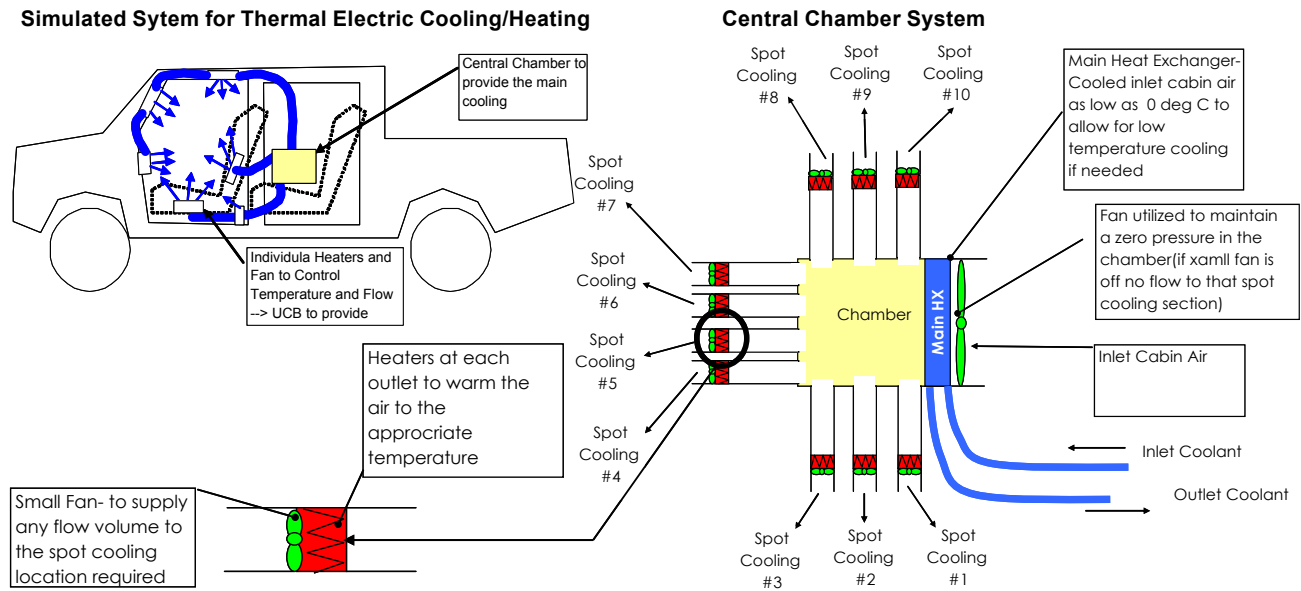 Simulated Sytem for Thermal Electric Cooling/Heating
Central Chamber to
provide the main
cooling
Individula Heaters and
Fan to Control
Temperature and Flow
--> UCB to provide
Heaters at each
outlet to warm the
air to the
approcriate
temperature
Small Fan- to supply
any flow volume to
the spot cooling
location required
Central Chamber System
Spot
Cooling
#8
Spot
Cooling
#9
Spot
Cooling
#10
Main Heat Exchanger-
Cooled inlet cabin air
as low as 0 deg C to
allow for low
temperature cooling
if needed
Spot
Cooling
#7
Spot
Cooling
#6
Spot
Cooling
#5
Spot
Cooling
#4
Chamber
Main HX
Fan utilized to maintain
a zero pressure in the
chamber(if xamll fan is
off no flow to that spot
cooling section)
Inlet Cabin Air
Inlet Coolant
Outlet Coolant
Spot
Cooling
#3
Spot
Cooling
#2
Spot
Cooling
#1